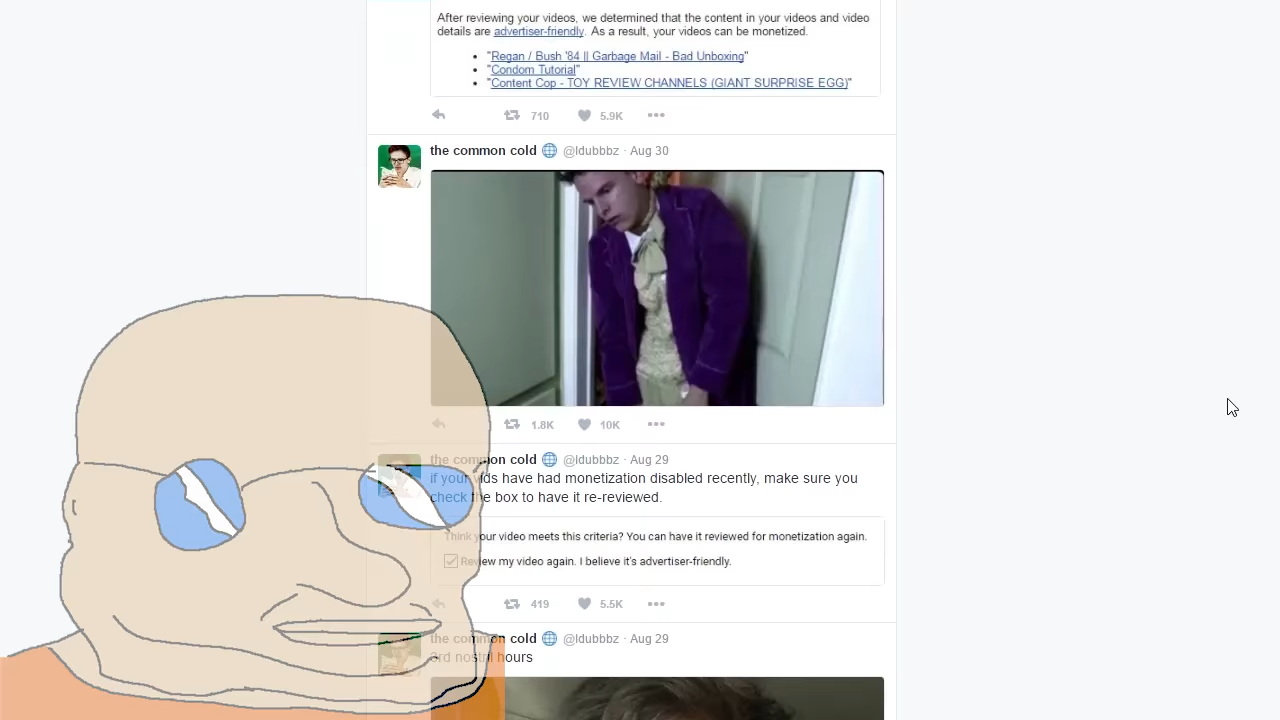 After reviewing your videos, we determined that the content in your videos and video
details are advertiser-friendly. As a result, your videos can be monetized.
"Regan / Bush '84 || Garbage Mail - Bad Unboxing"
"Condom Tutorial"
"Content Cop - TOY REVIEW CHANNELS (GIANT SURPRISE EGG)"
710 5.9K
the common cold @Idubbbz · Aug 30
1.8K 10K
the common cold @Idubbbz · Aug 29
if your vids have had monetization disabled recently, make sure you
check the box to have it re-reviewed.
Think your video meets this criteria? You can have it reviewed for monetization again.
Review my video again. I believe it's advertiser-friendly.
419 5.5K
the common cold @Idubbbz · Aug 29
3rd nostril hours